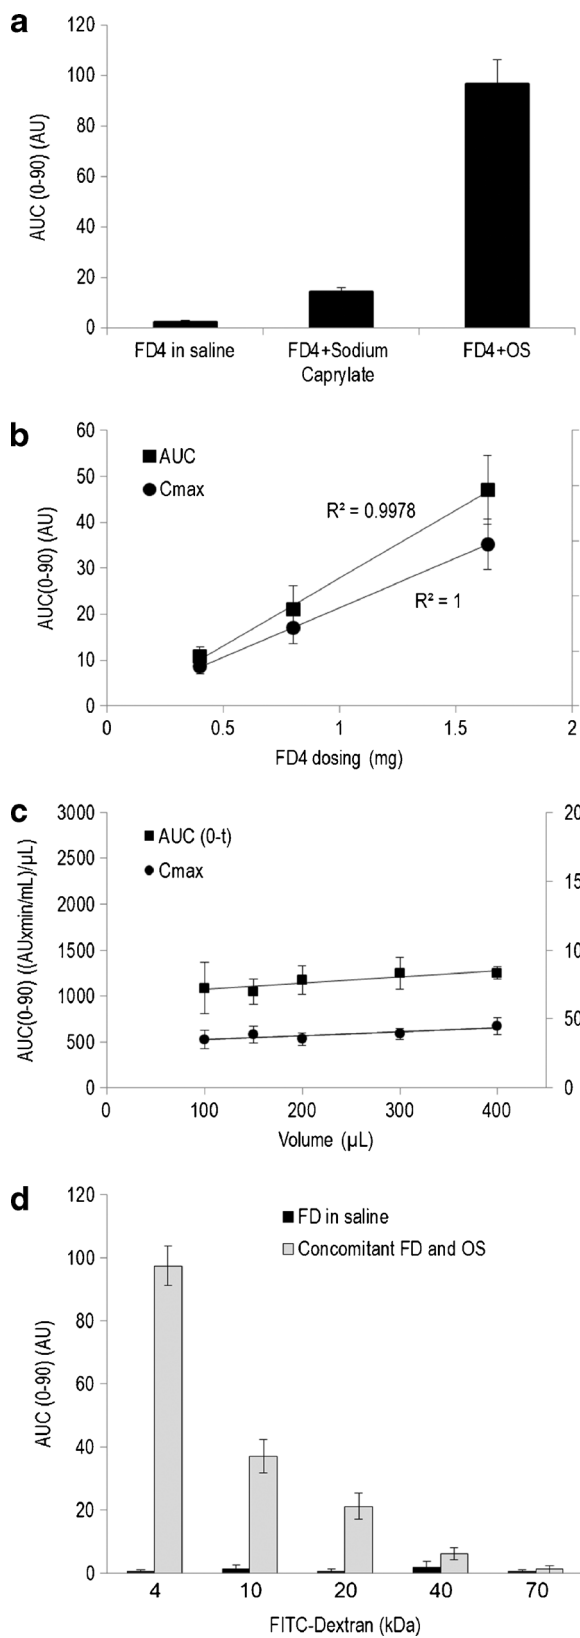 a
120
100
80
60
40
20
0
AUC (0-90) (AU)
FD4 in saline
FD4+Sodium
Caprylate
FD4+OS
b
60
50
40
30
20
10
0
AUC(0-90) (AU)
AUC
Cmax
R² = 0.9978
R² = 1
0 0.5 1 1.5 2
FD4 dosing (mg)
c
3000
2500
2000
1500
1000
500
0
AUC(0-90) ((AUxmin/mL)/µL)
AUC (0-t)
Cmax
20
15
10
50
0
0 100 200 300 400
Volume (µL)
d
120
100
80
60
40
20
0
AUC (0-90) (AU)
FD in saline
Concomitant FD and OS
4 10 20 40 70
FITC-Dextran (kDa)